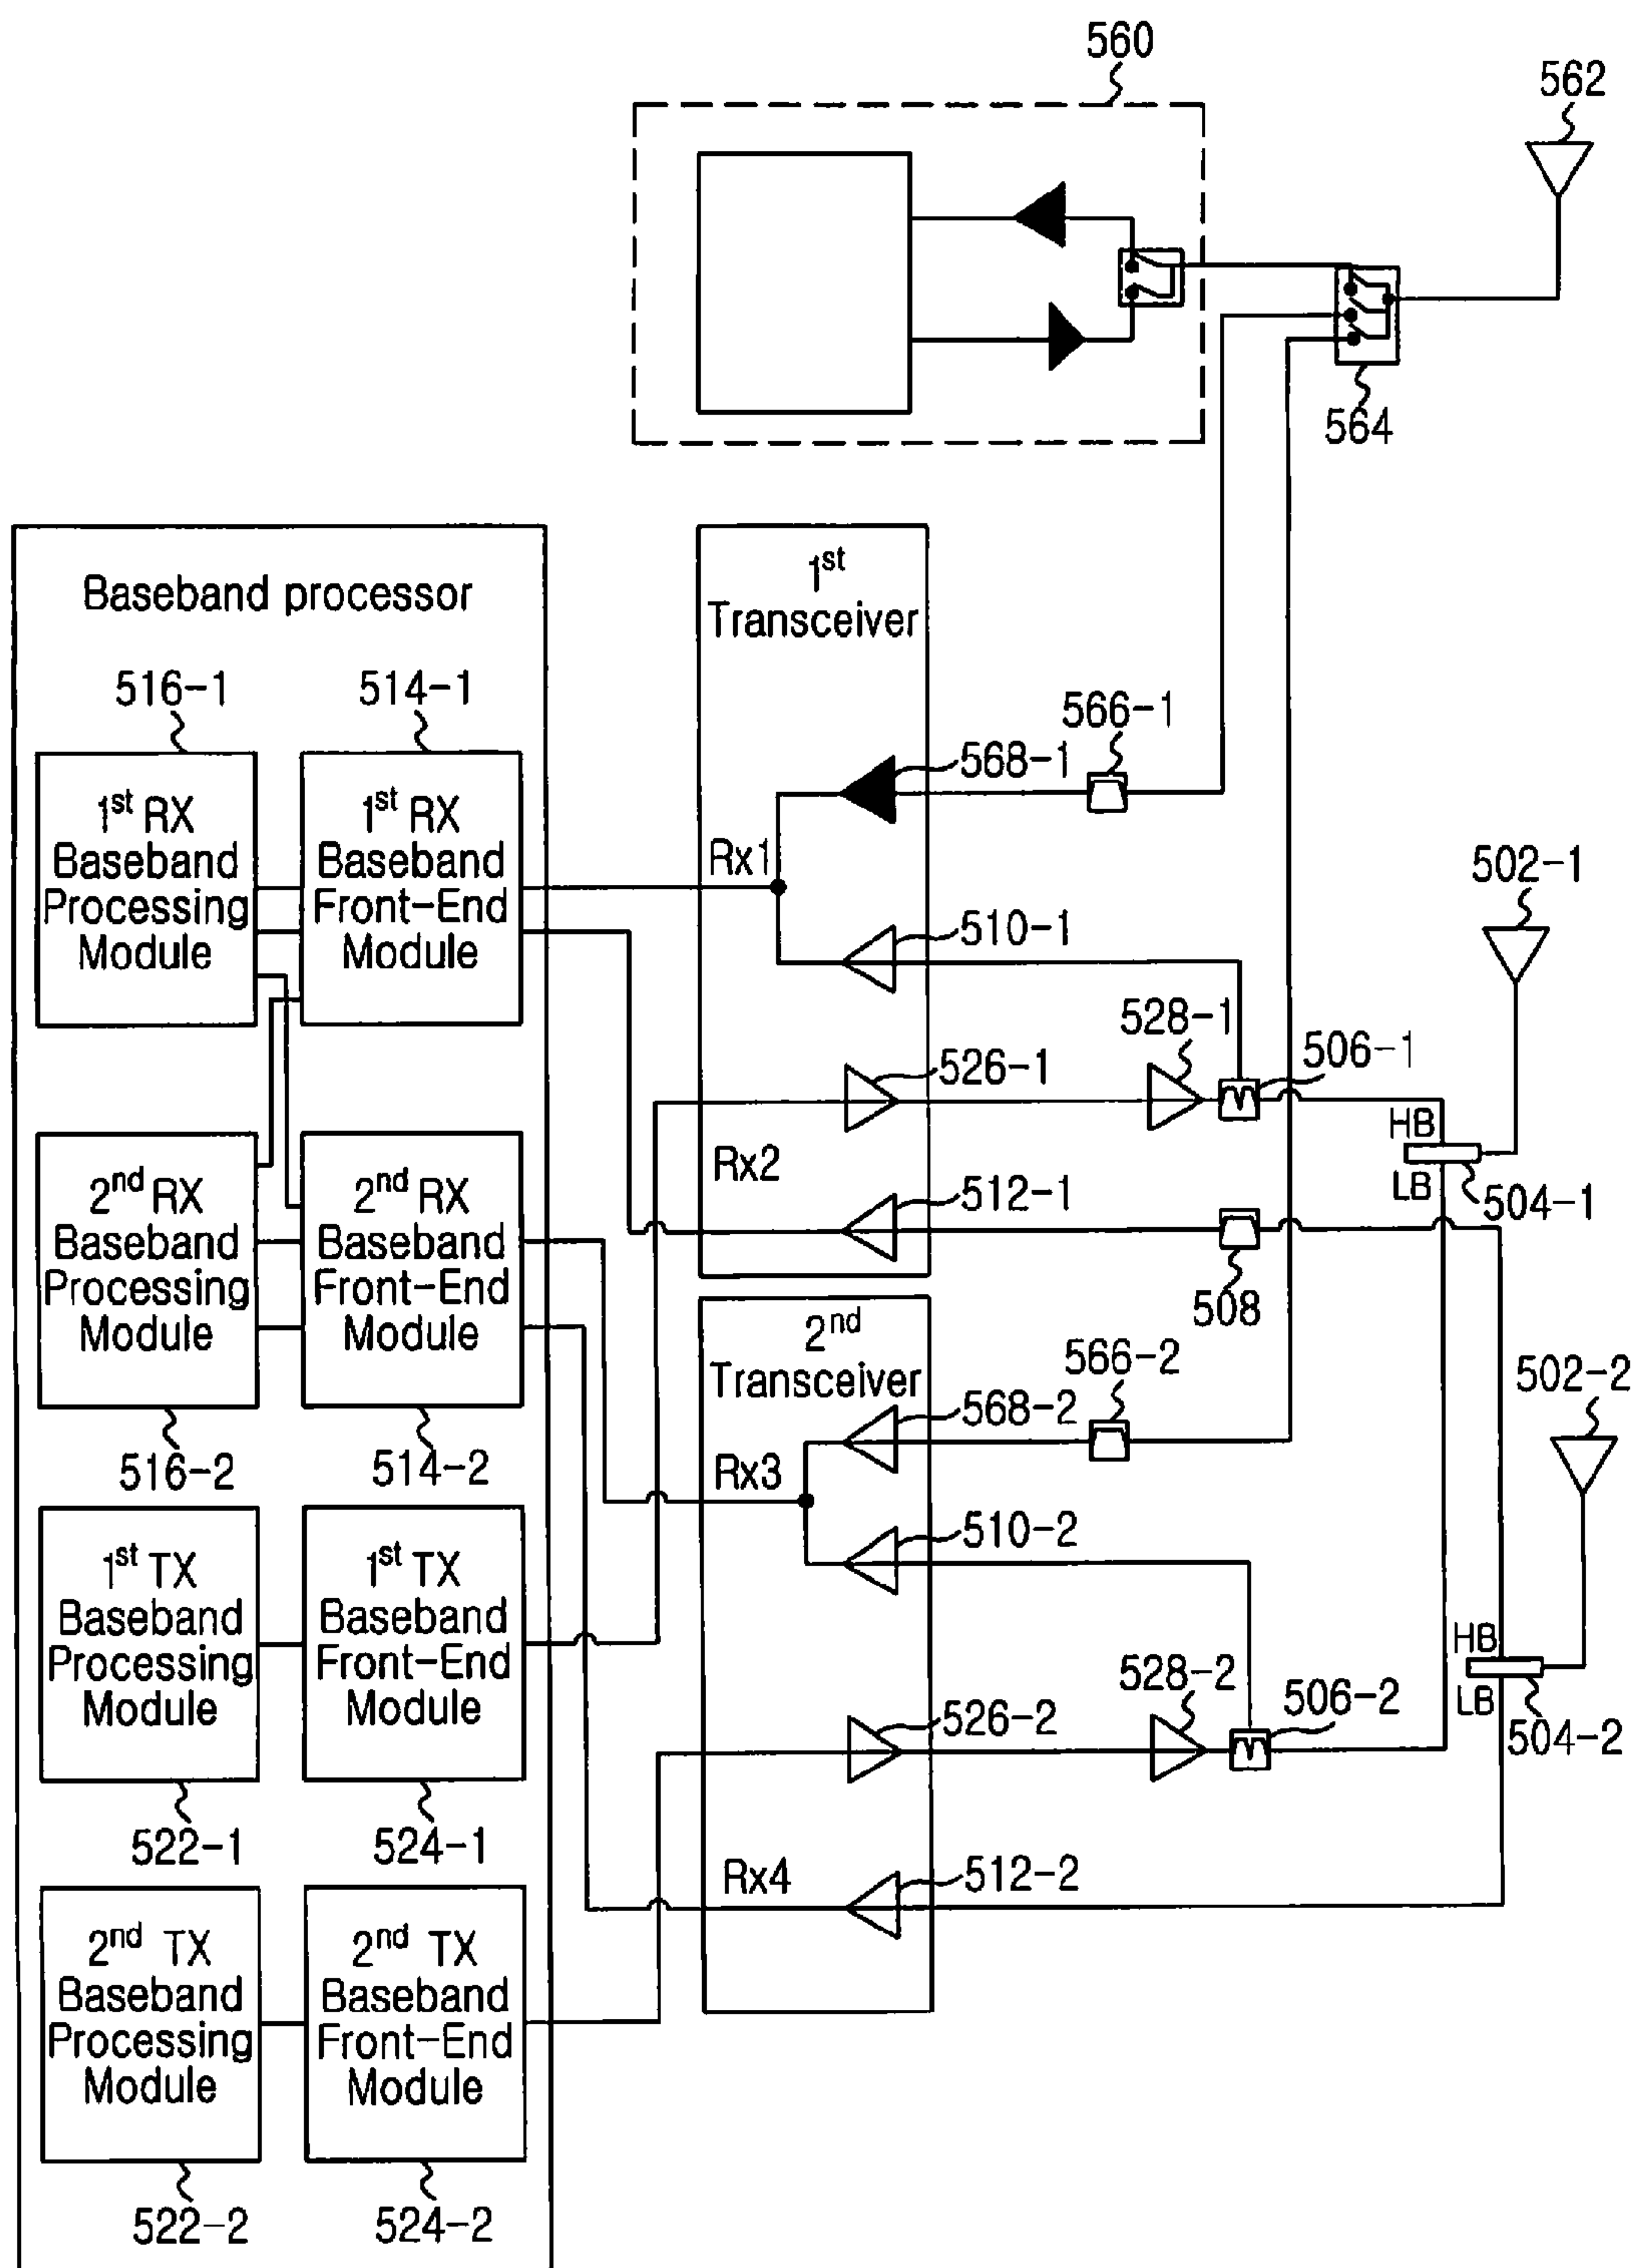 560
562
564
Baseband processor
1st
Transceiver
516-1
514-1
566-1
568-1
1st RX
Baseband
Processing
Module
1st RX
Baseband
Front-End
Module
Rx1
502-1
510-1
528-1
526-1
506-1
HB
LB
504-1
Rx2
512-1
508
2nd RX
Baseband
Processing
Module
2nd RX
Baseband
Front-End
Module
2nd
Transceiver
566-2
568-2
502-2
516-2
514-2
Rx3
510-2
1st TX
Baseband
Processing
Module
1st TX
Baseband
Front-End
Module
HB
LB
504-2
528-2
526-2
506-2
522-1
524-1
Rx4
512-2
2nd TX
Baseband
Processing
Module
2nd TX
Baseband
Front-End
Module
522-2
524-2